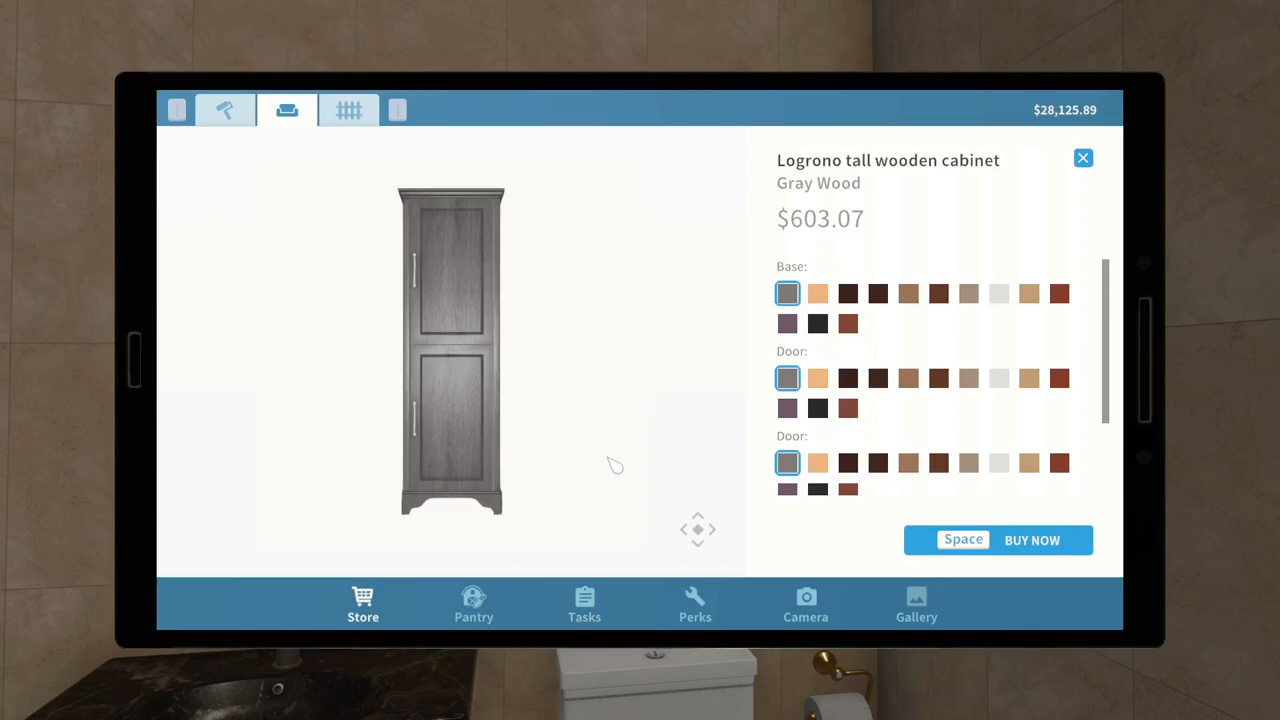 $28,125.89
Logrono tall wooden cabinet
Gray Wood
$603.07
Base:
Door:
Door:
Space BUY NOW
Store Pantry Tasks Perks Camera Gallery